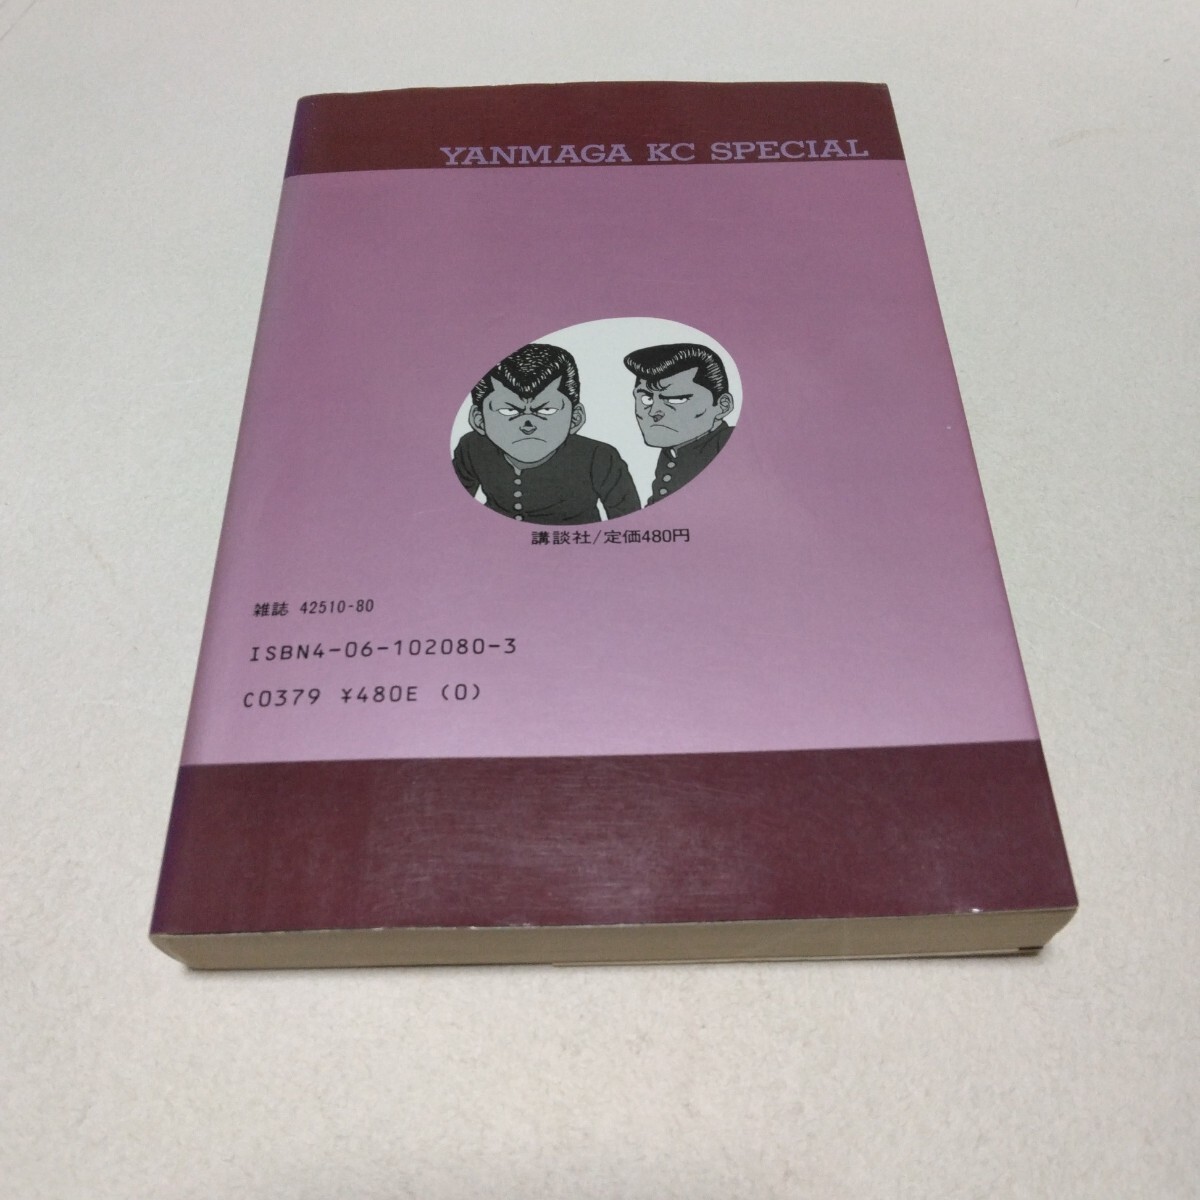 YANMAGA KC SPECIAL
講談社/定価480円
雑誌 42510-80
ISBN4-06-102080-3
C0379 ¥480E (0)